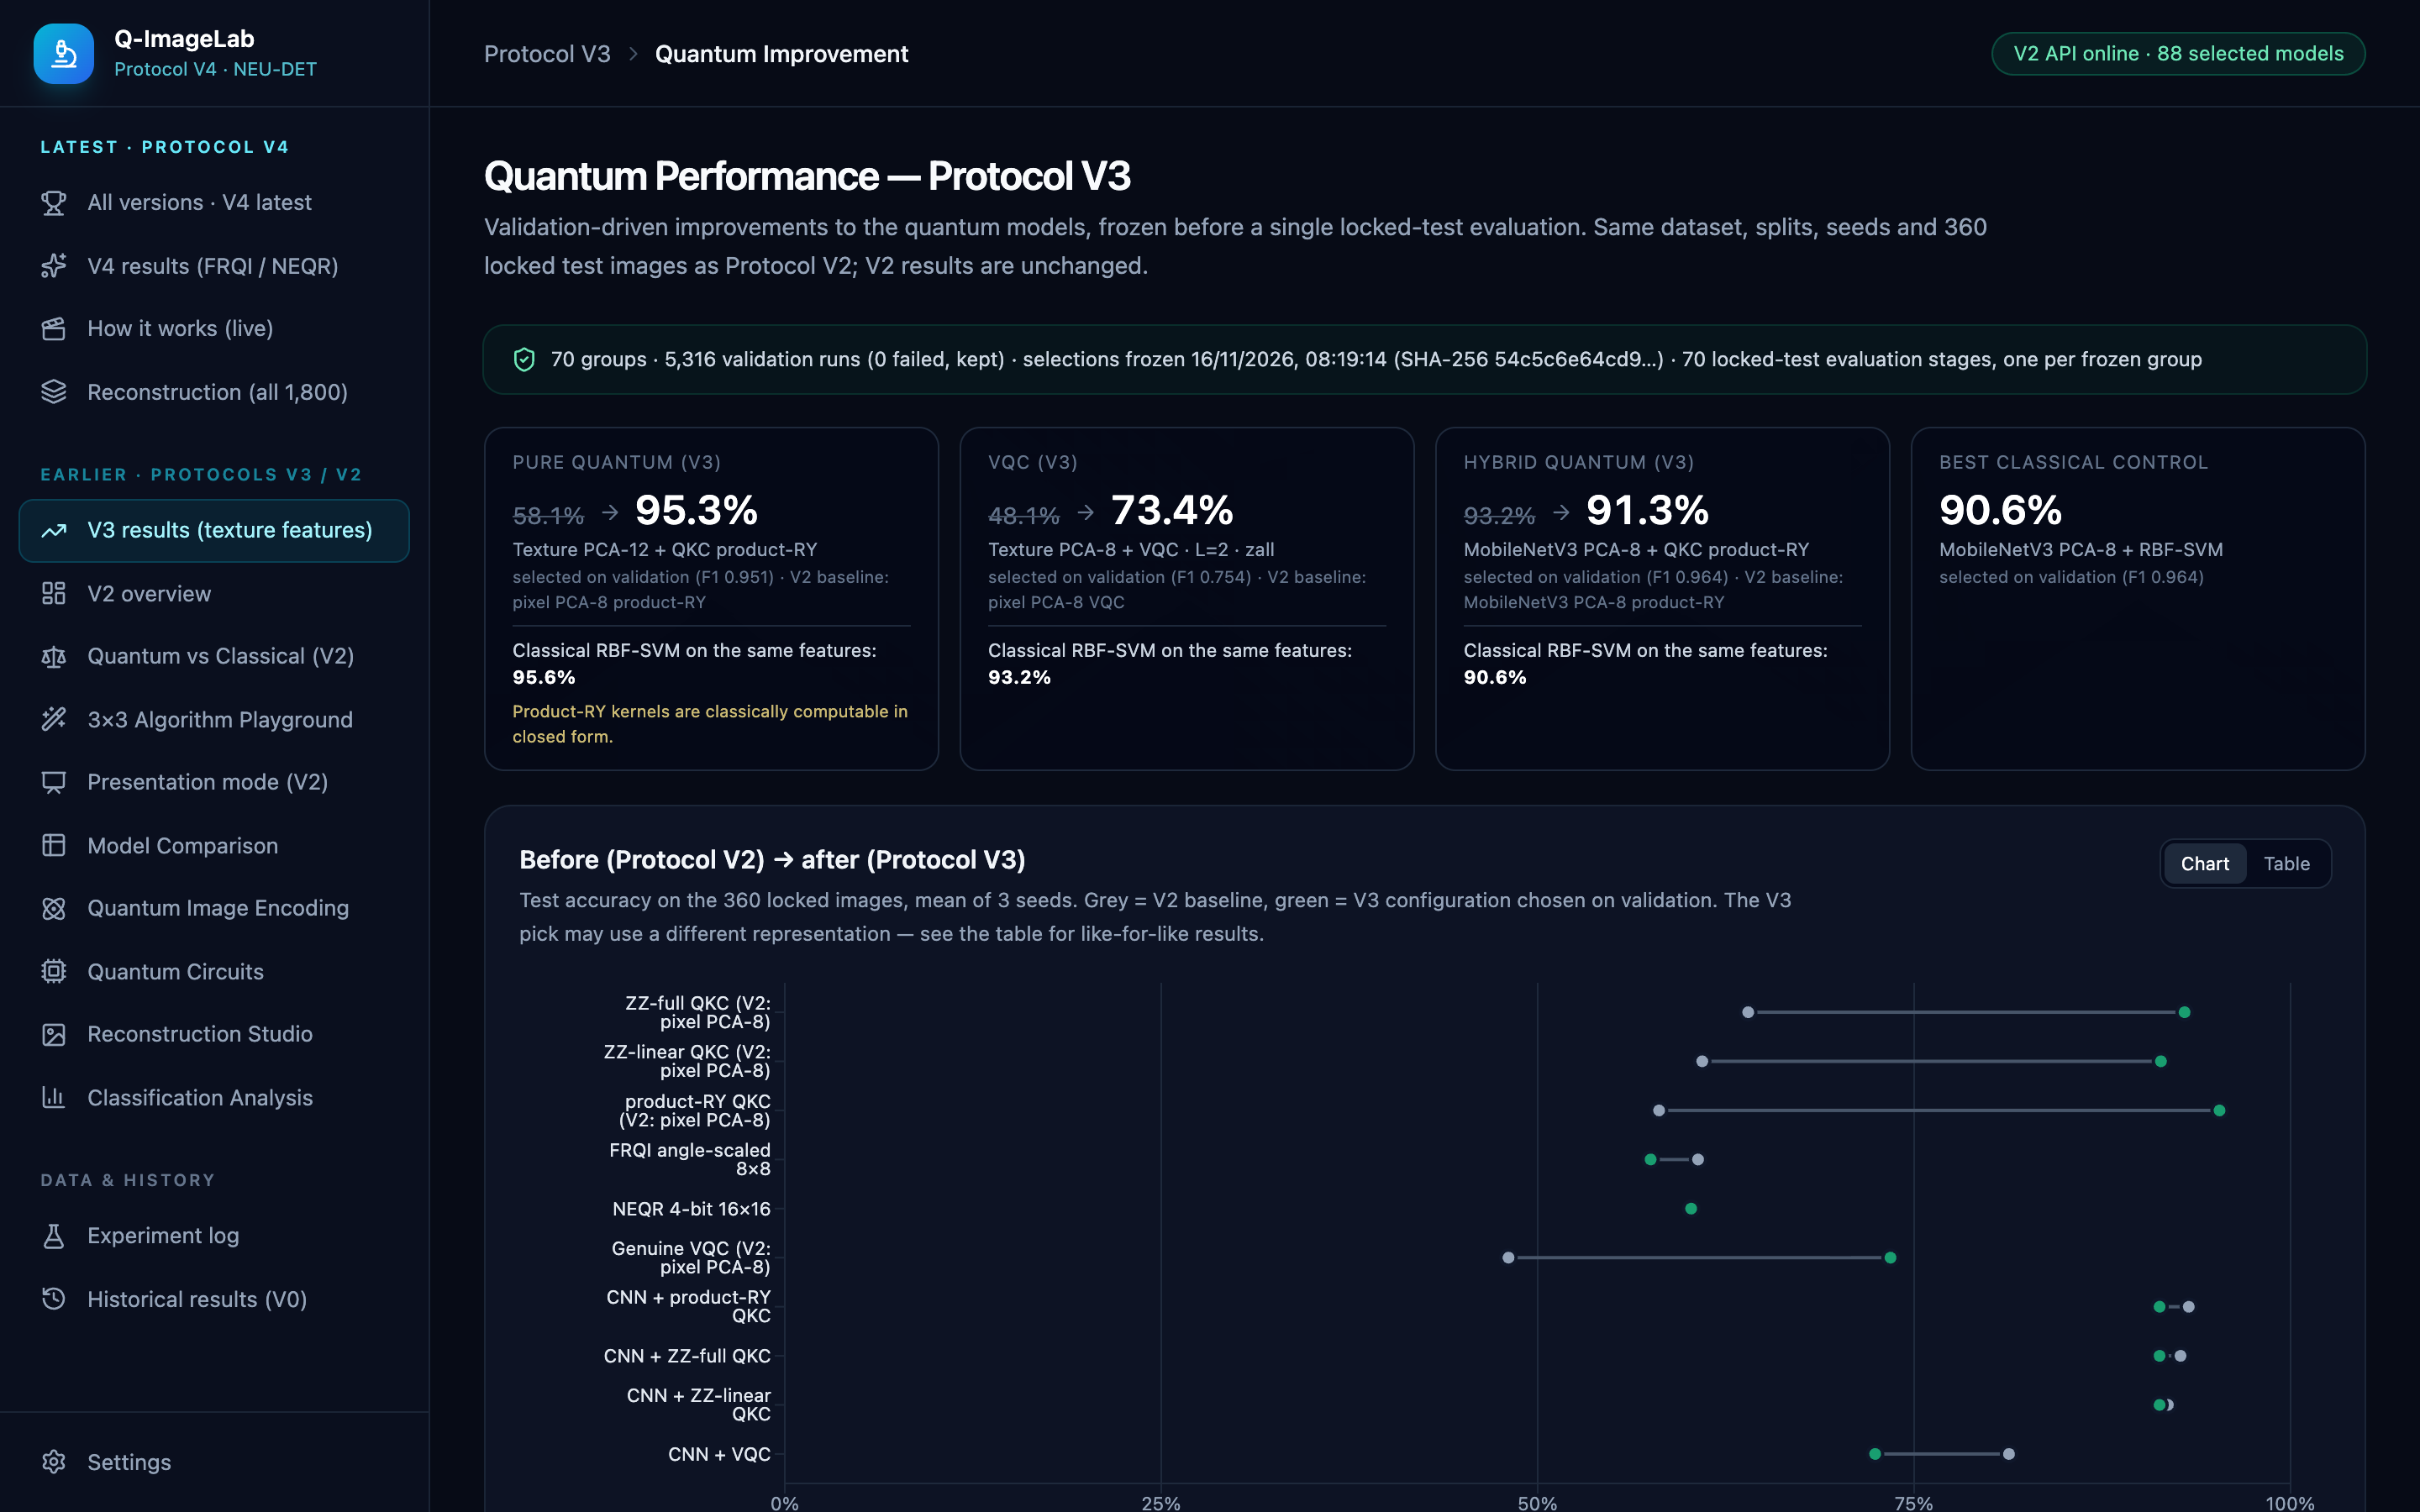 Q-ImageLab
Protocol V4 · NEU-DET
LATEST · PROTOCOL V4
All versions · V4 latest
V4 results (FRQI / NEQR)
How it works (live)
Reconstruction (all 1,800)
EARLIER · PROTOCOLS V3 / V2
V3 results (texture features)
V2 overview
Quantum vs Classical (V2)
3×3 Algorithm Playground
Presentation mode (V2)
Model Comparison
Quantum Image Encoding
Quantum Circuits
Reconstruction Studio
Classification Analysis
DATA & HISTORY
Experiment log
Historical results (V0)
Settings
Protocol V3 > Quantum Improvement
V2 API online · 88 selected models
Quantum Performance — Protocol V3
Validation-driven improvements to the quantum models, frozen before a single locked-test evaluation. Same dataset, splits, seeds and 360
locked test images as Protocol V2; V2 results are unchanged.
70 groups · 5,316 validation runs (0 failed, kept) · selections frozen 16/11/2026, 08:19:14 (SHA-256 54c5c6e64cd9…) · 70 locked-test evaluation stages, one per frozen group
PURE QUANTUM (V3)
58.1% → 95.3%
Texture PCA-12 + QKC product-RY
selected on validation (F1 0.951) · V2 baseline:
pixel PCA-8 product-RY
Classical RBF-SVM on the same features:
95.6%
Product-RY kernels are classically computable in
closed form.
VQC (V3)
48.1% → 73.4%
Texture PCA-8 + VQC · L=2 · zall
selected on validation (F1 0.754) · V2 baseline:
pixel PCA-8 VQC
Classical RBF-SVM on the same features:
93.2%
HYBRID QUANTUM (V3)
93.2% → 91.3%
MobileNetV3 PCA-8 + QKC product-RY
selected on validation (F1 0.964) · V2 baseline:
MobileNetV3 PCA-8 product-RY
Classical RBF-SVM on the same features:
90.6%
BEST CLASSICAL CONTROL
90.6%
MobileNetV3 PCA-8 + RBF-SVM
selected on validation (F1 0.964)
Before (Protocol V2) → after (Protocol V3)
Chart Table
Test accuracy on the 360 locked images, mean of 3 seeds. Grey = V2 baseline, green = V3 configuration chosen on validation. The V3
pick may use a different representation — see the table for like-for-like results.
ZZ-full QKC (V2:
pixel PCA-8)
ZZ-linear QKC (V2:
pixel PCA-8)
product-RY QKC
(V2: pixel PCA-8)
FRQI angle-scaled
8×8
NEQR 4-bit 16×16
Genuine VQC (V2:
pixel PCA-8)
CNN + product-RY
QKC
CNN + ZZ-full QKC
CNN + ZZ-linear
QKC
CNN + VQC
0% 25% 50% 75% 100%